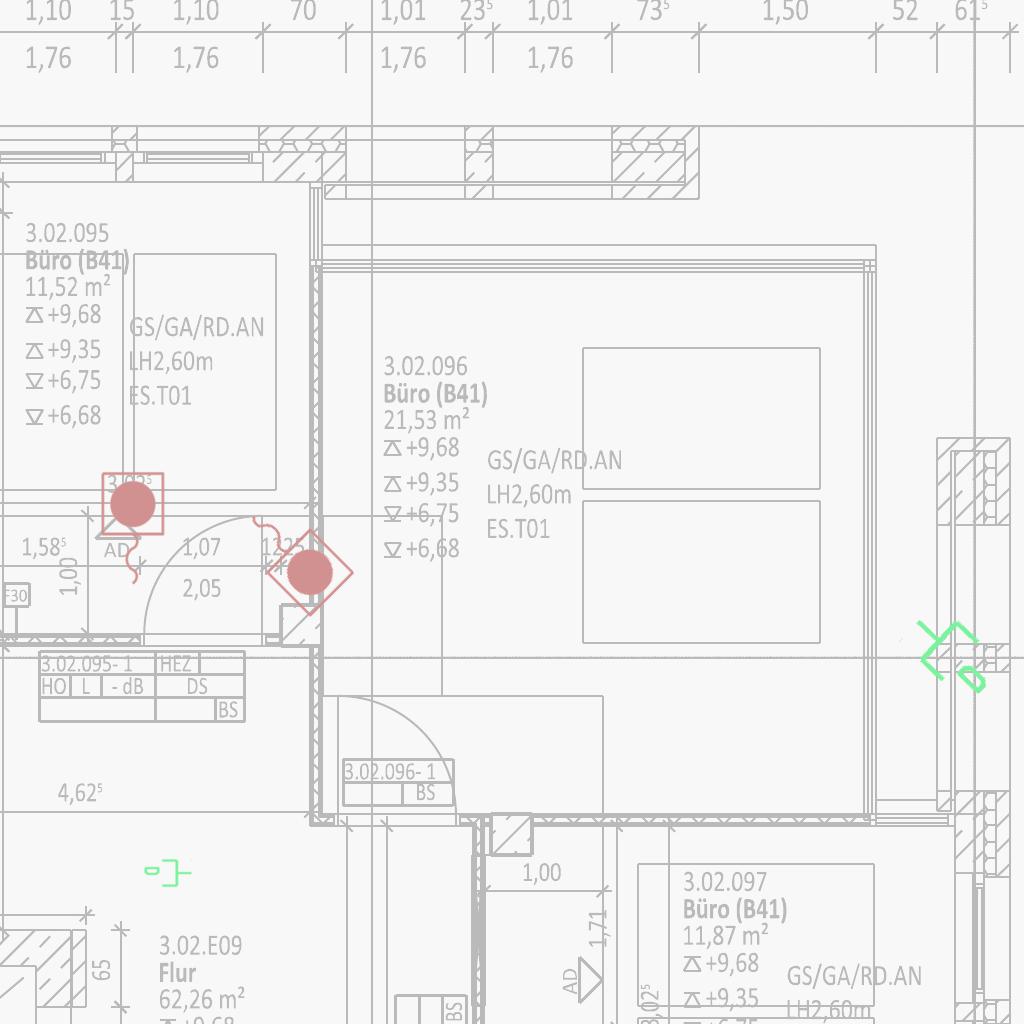 1,10 15 1,10 70 1,01 23⁵ 1,01 73⁵ 1,50 52 61⁵
1,76 1,76 1,76 1,76
3.02.095
Büro (B41)
11,52 m²
+9,68
+9,35
+6,75
+6,68
GS/GA/RD.AN
LH2,60m
ES.T01
3.02.096
Büro (B41)
21,53 m²
+9,68
+9,35
+6,75
+6,68
GS/GA/RD.AN
LH2,60m
ES.T01
1,58⁵
1,00
AD
1,07
2,05
F30
3.02.095- 1 HEZ
HO L - dB DS
BS
4,62⁵
3.02.096- 1
BS
1,00
1,71
AD
3.02.097
Büro (B41)
11,87 m²
+9,68
+9,35
+6,75
GS/GA/RD.AN
LH2,60m
3.02.E09
Flur
62,26 m²
+9,68
65
BS